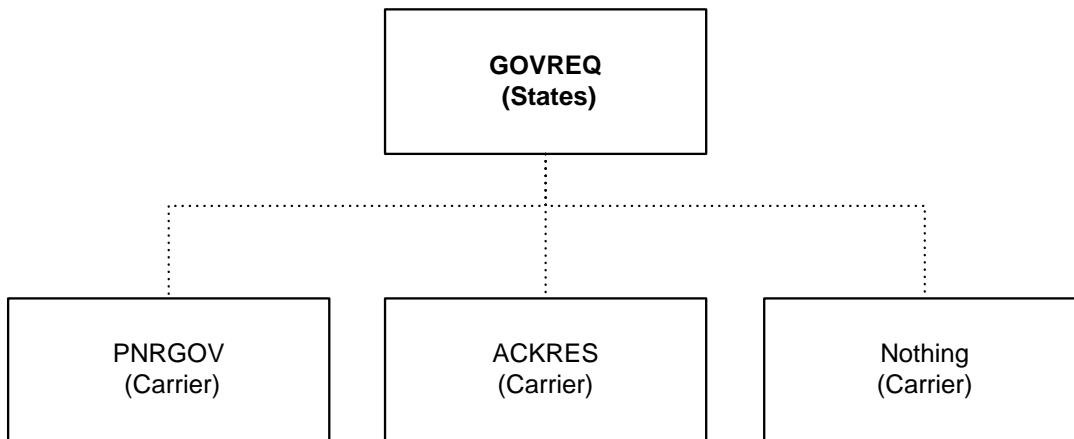 GOVREQ
(States)
PNRGOV
(Carrier)
ACKRES
(Carrier)
Nothing
(Carrier)